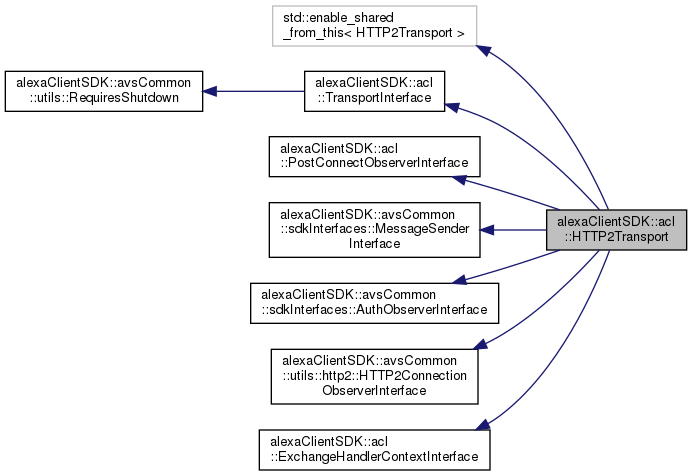 std::enable_shared
_from_this< HTTP2Transport >
alexaClientSDK::avsCommon
::utils::RequiresShutdown
alexaClientSDK::acl
::TransportInterface
alexaClientSDK::acl
::PostConnectObserverInterface
alexaClientSDK::avsCommon
::sdkInterfaces::MessageSender
Interface
alexaClientSDK::acl
::HTTP2Transport
alexaClientSDK::avsCommon
::sdkInterfaces::AuthObserverInterface
alexaClientSDK::avsCommon
::utils::http2::HTTP2Connection
ObserverInterface
alexaClientSDK::acl
::ExchangeHandlerContextInterface